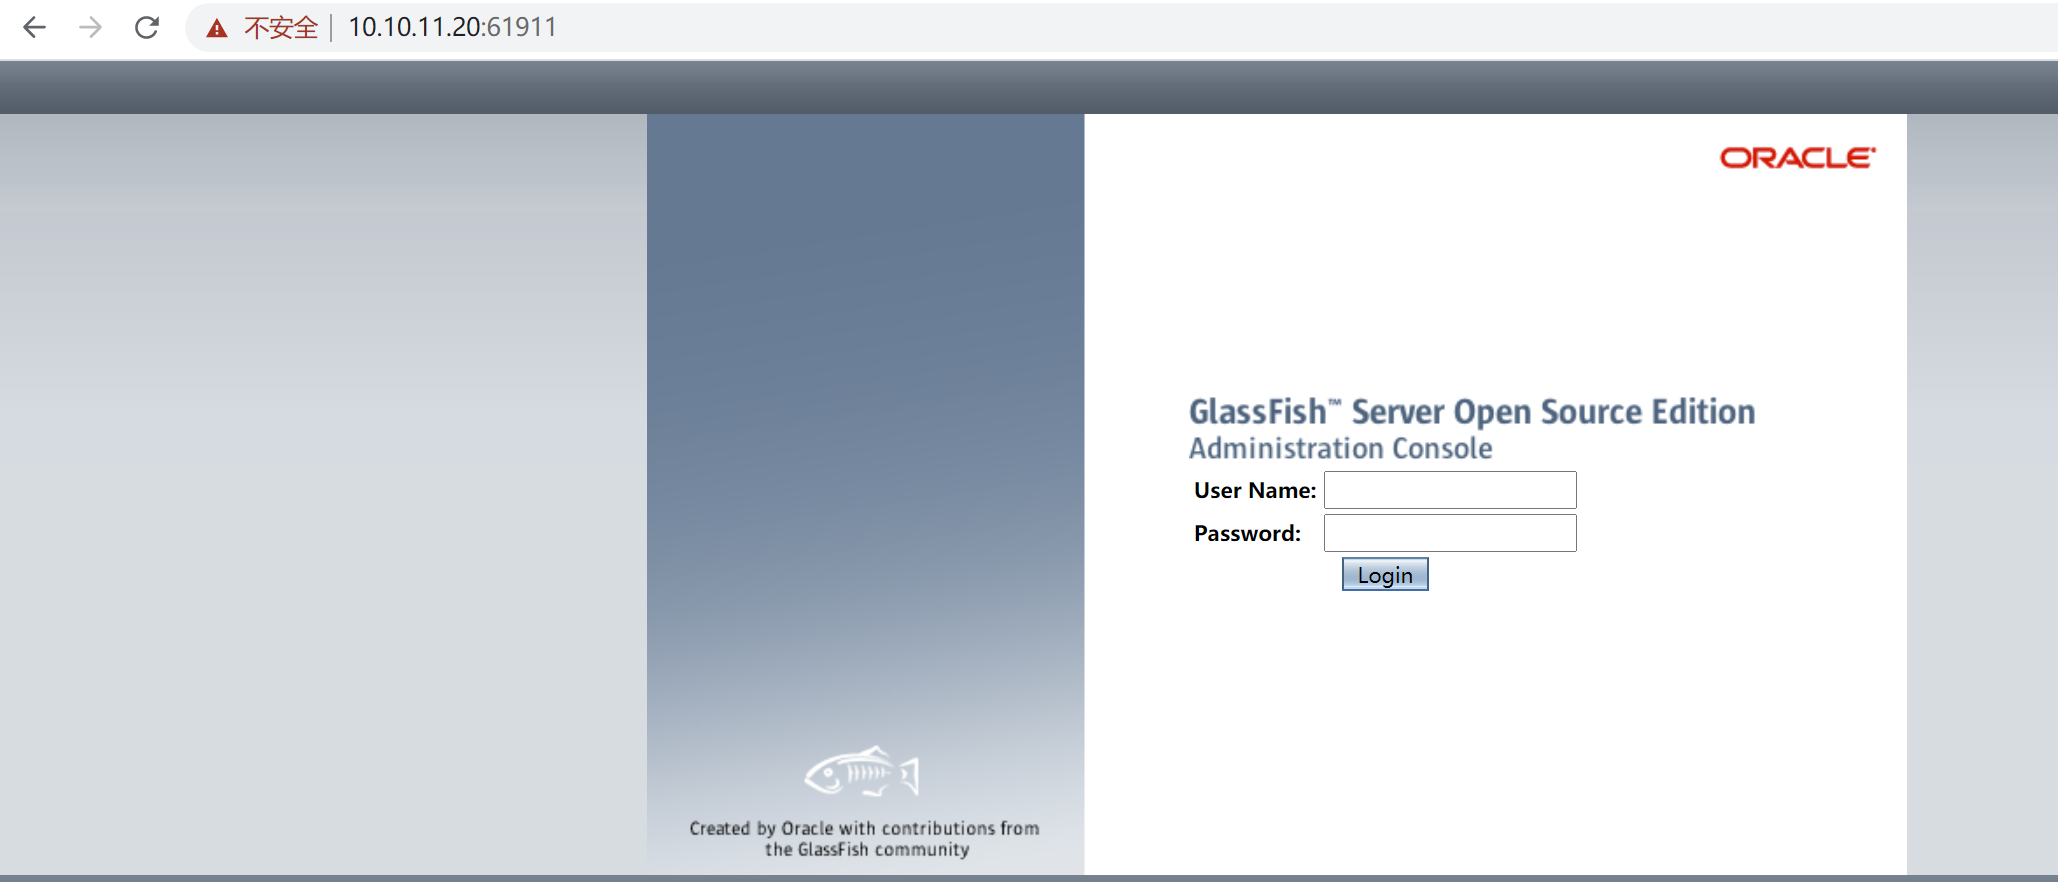 不安全 10.10.11.20:61911
ORACLE
GlassFish™ Server Open Source Edition
Administration Console
User Name:
Password:
Login
Created by Oracle with contributions from
the GlassFish community